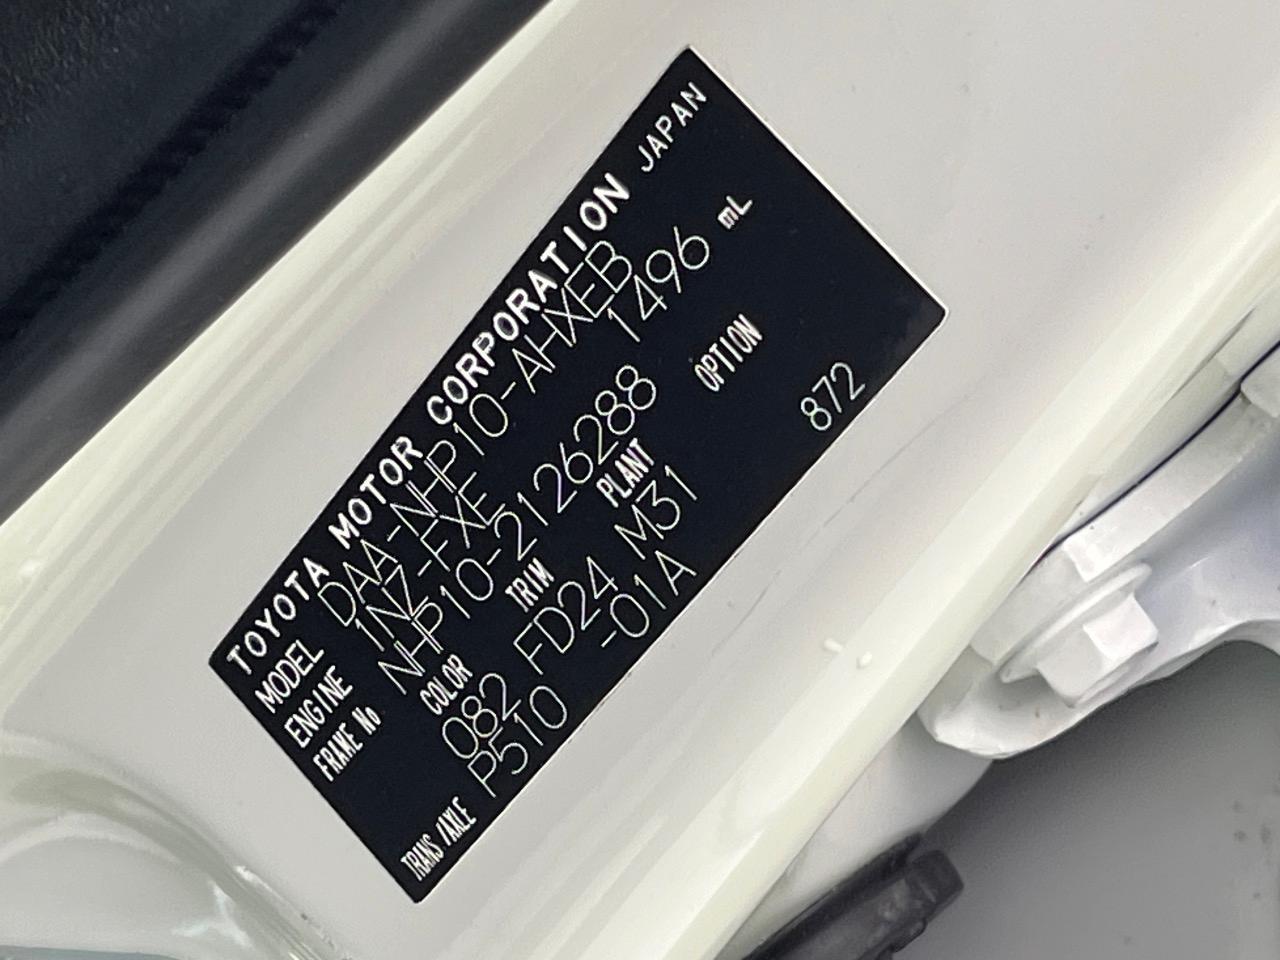 TOYOTA MOTOR CORPORATION JAPAN
MODEL DAA-NHP10-AHXEB
ENGINE 1NZ-FXE 1496 mL
FRAME No NHP10-2126288
COLOR TRIM PLANT OPTION
082 FD24 M31 872
TRANS/AXLE P510 -01A